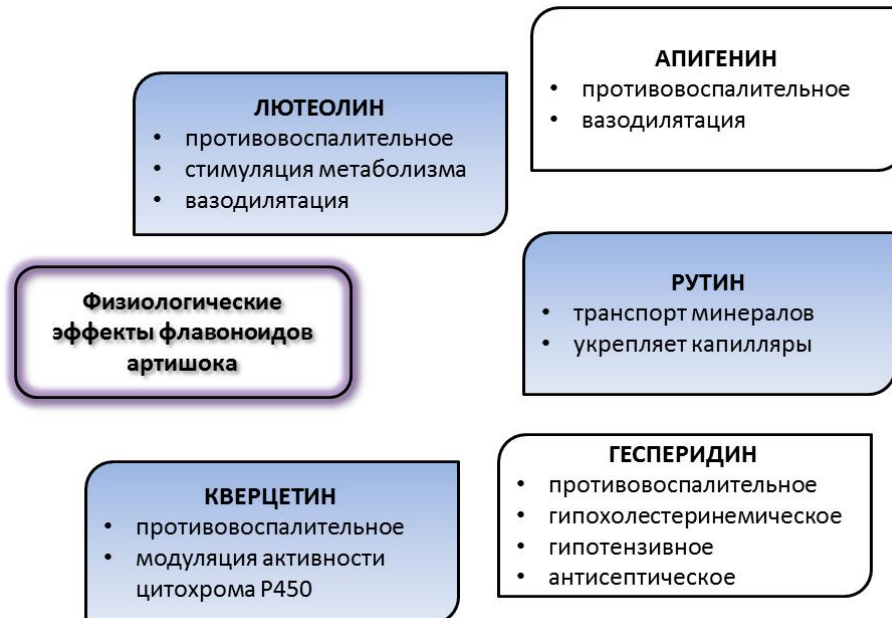 АПИГЕНИН
• противовоспалительное
• вазодилятация
ЛЮТЕОЛИН
• противовоспалительное
• стимуляция метаболизма
• вазодилятация
Физиологические
эффекты флавоноидов
артишока
РУТИН
• транспорт минералов
• укрепляет капилляры
КВЕРЦЕТИН
• противовоспалительное
• модуляция активности
цитохрома Р450
ГЕСПЕРИДИН
• противовоспалительное
• гипохолестеринемическое
• гипотензивное
• антисептическое